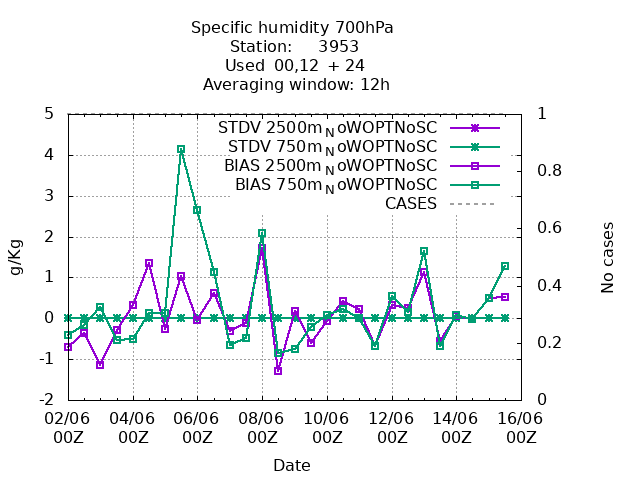 Specific humidity 700hPa
Station: 3953
Used 00,12 + 24
Averaging window: 12h
STDV 2500m_NoWOPTNoSC
STDV 750m_NoWOPTNoSC
BIAS 2500m_NoWOPTNoSC
BIAS 750m_NoWOPTNoSC
CASES
5
4
3
2
1
0
-1
-2
g/Kg
1
0.8
0.6
0.4
0.2
0
No cases
02/06 04/06 06/06 08/06 10/06 12/06 14/06 16/06
00Z 00Z 00Z 00Z 00Z 00Z 00Z 00Z
Date